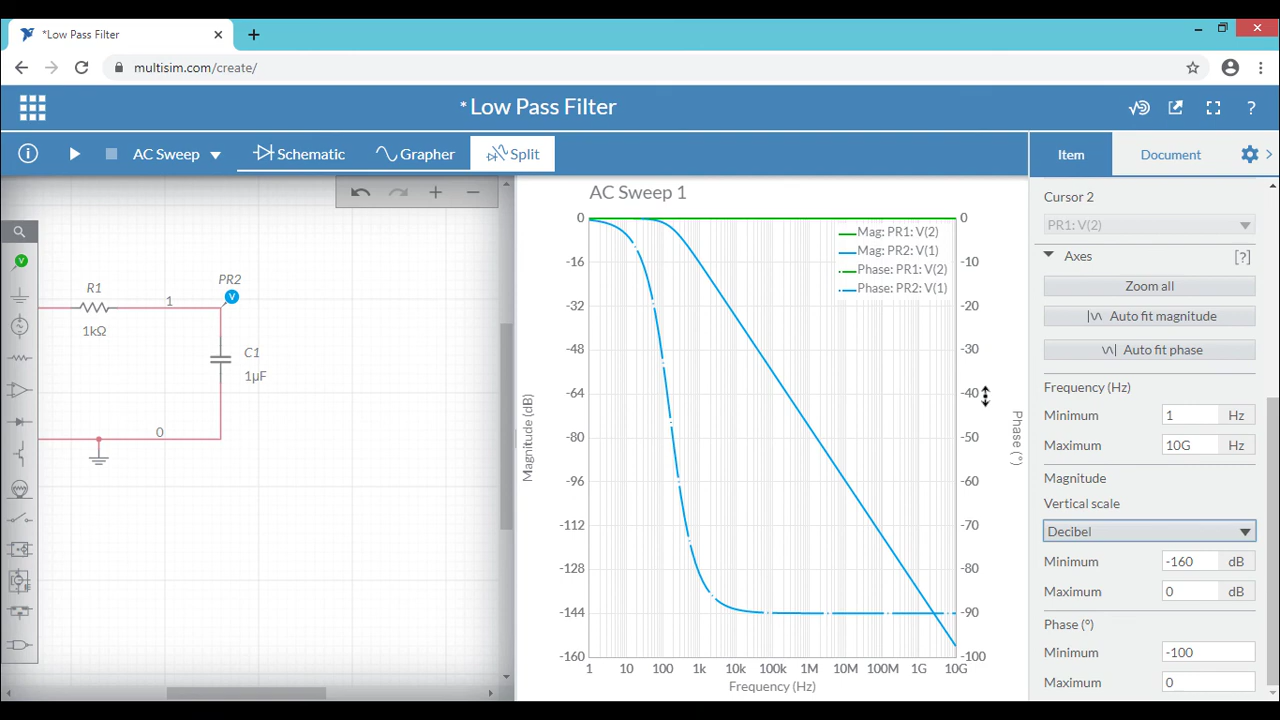 *Low Pass Filter
multisim.com/create/
* Low Pass Filter
?
AC Sweep
Schematic
Grapher
Split
Item
Document
R1
1kΩ
1
PR2
V
C1
1µF
0
V
AC Sweep 1
0
-16
-32
-48
-64
-80
-96
-112
-128
-144
-160
Magnitude (dB)
Mag: PR1: V(2)
Mag: PR2: V(1)
Phase: PR1: V(2)
Phase: PR2: V(1)
0
-10
-20
-30
-40
-50
-60
-70
-80
-90
-100
Phase (°)
1 10 100 1k 10k 100k 1M 10M 100M 1G 10G
Frequency (Hz)
Cursor 2
PR1: V(2)
Axes [?]
Zoom all
Auto fit magnitude
Auto fit phase
Frequency (Hz)
Minimum 1 Hz
Maximum 10G Hz
Magnitude
Vertical scale
Decibel
Minimum -160 dB
Maximum 0 dB
Phase (°)
Minimum -100
Maximum 0